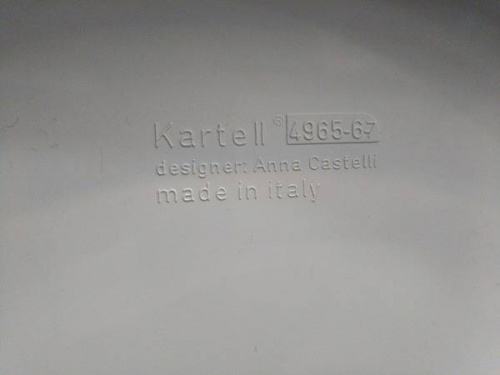 Kartell® 4965-67
designer: Anna Castelli
made in italy